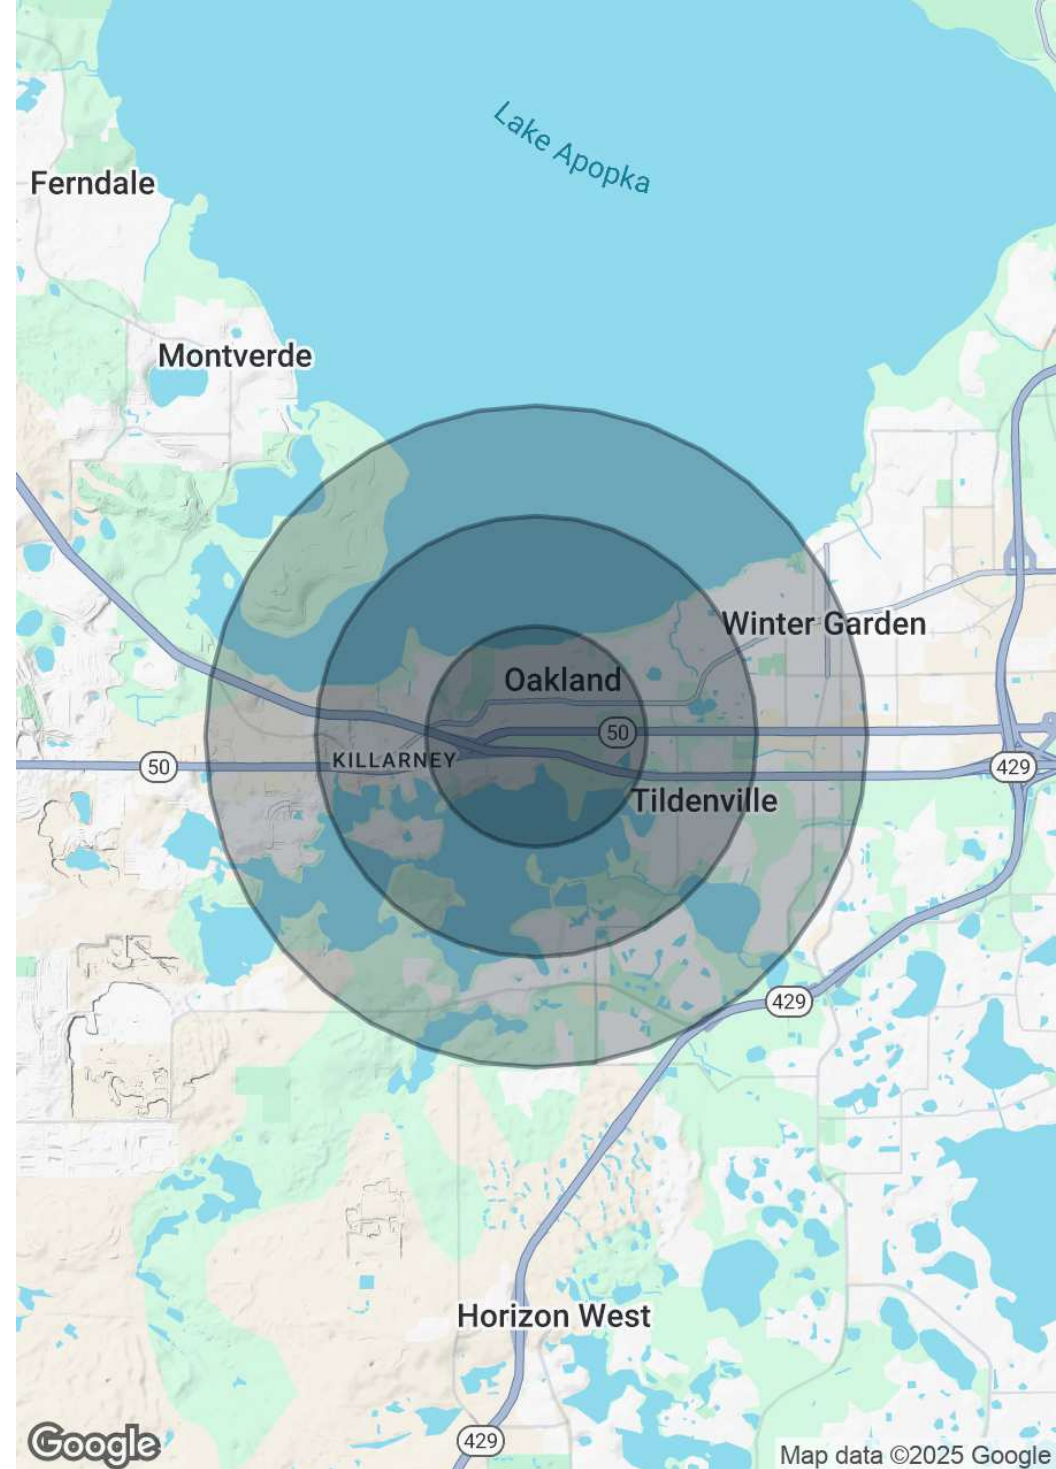 Lake Apopka
Ferndale
Montverde
Winter Garden
Oakland
50
KILLARNEY
50
429
Tildenville
429
Horizon West
429
Google
Map data ©2025 Google